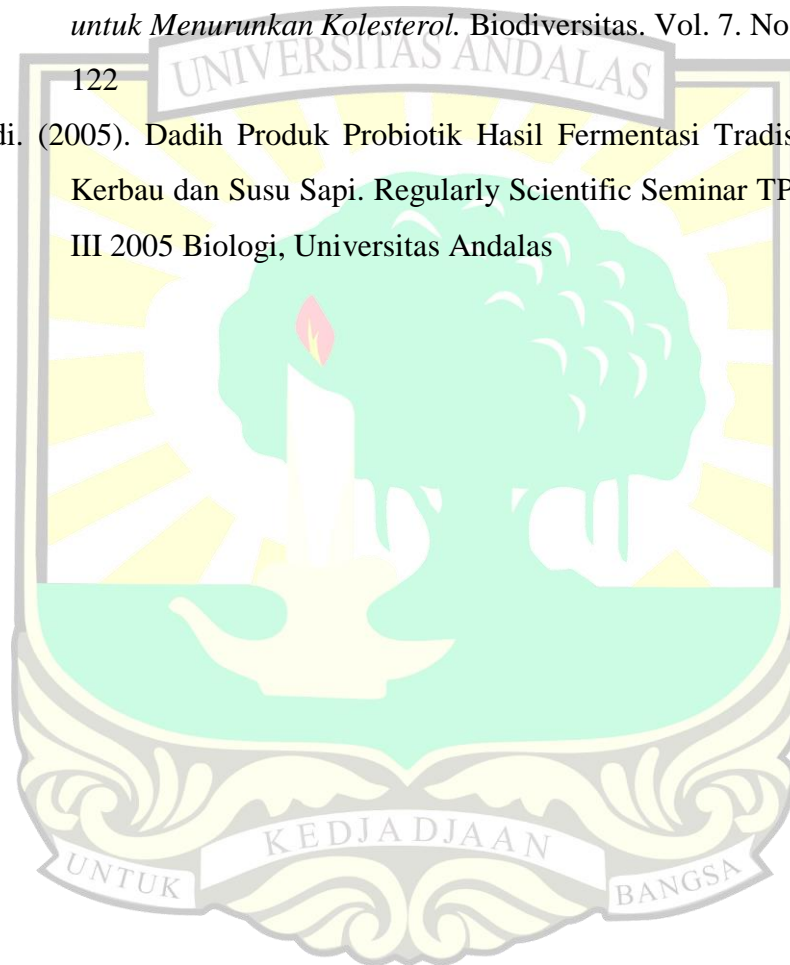 untuk Menurunkan Kolesterol. Biodiversitas. Vol. 7. No
122
di. (2005). Dadih Produk Probiotik Hasil Fermentasi Tradis
Kerbau dan Susu Sapi. Regularly Scientific Seminar TP
III 2005 Biologi, Universitas Andalas
UNIVERSITAS ANDALAS
UNTUK KEDJADJAAN BANGSA